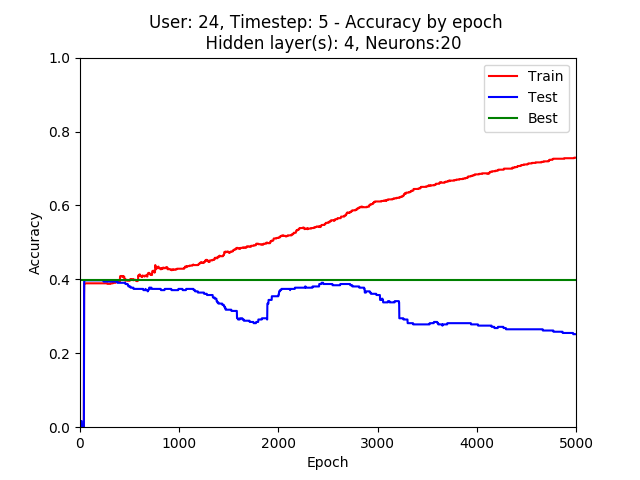 User: 24, Timestep: 5 - Accuracy by epoch
Hidden layer(s): 4, Neurons:20
1.0
0.8
0.6
0.4
0.2
0.0
Accuracy
Train
Test
Best
0 1000 2000 3000 4000 5000
Epoch